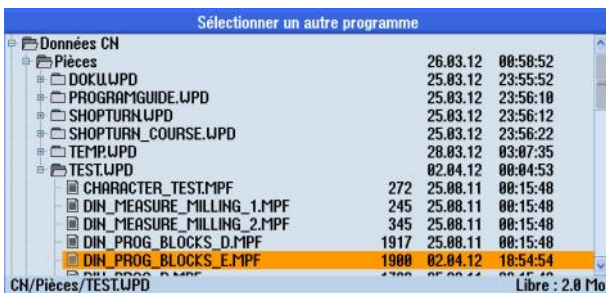 Sélectionner un autre programme
Données CN
Pièces 26.03.12 00:50:52
DOKU.WPD 25.03.12 23:55:52
PROGRAMGUIDE.WPD 25.03.12 23:56:10
SHOPTURN.WPD 25.03.12 23:56:12
SHOPTURN_COURSE.WPD 25.03.12 23:56:22
TEMP.WPD 28.03.12 03:07:35
TEST.WPD 02.04.12 00:04:53
CHARACTER_TEST.MPF 272 25.08.11 00:15:48
DIN_MEASURE_MILLING_1.MPF 245 25.08.11 00:15:48
DIN_MEASURE_MILLING_2.MPF 345 25.08.11 00:15:48
DIN_PROG_BLOCKS_D.MPF 1917 25.08.11 00:15:48
DIN_PROG_BLOCKS_E.MPF 1900 02.04.12 18:54:54
CN/Pièces/TEST.WPD Libre : 2.0 Mo